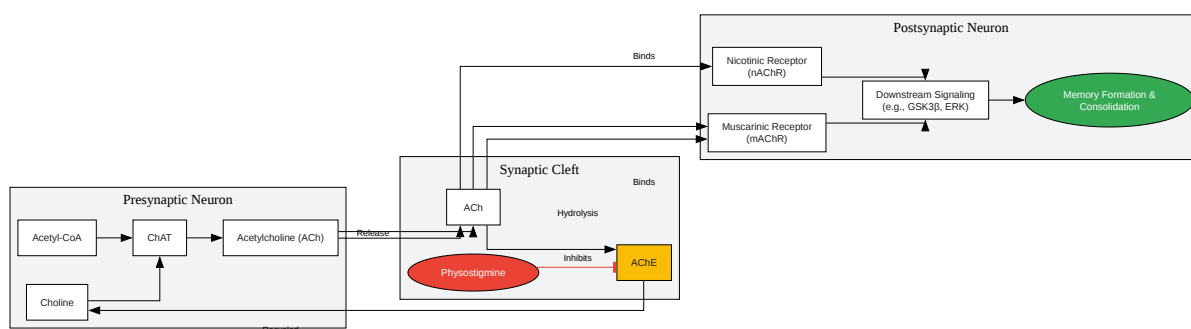 Postsynaptic Neuron
Binds
Nicotinic Receptor
(nAChR)
Downstream Signaling
(e.g., GSK3β, ERK)
Memory Formation &
Consolidation
Muscarinic Receptor
(mAChR)
Synaptic Cleft
Binds
ACh
Hydrolysis
Inhibits
AChE
Physostigmine
Presynaptic Neuron
Acetyl-CoA
ChAT
Acetylcholine (ACh)
Release
Choline